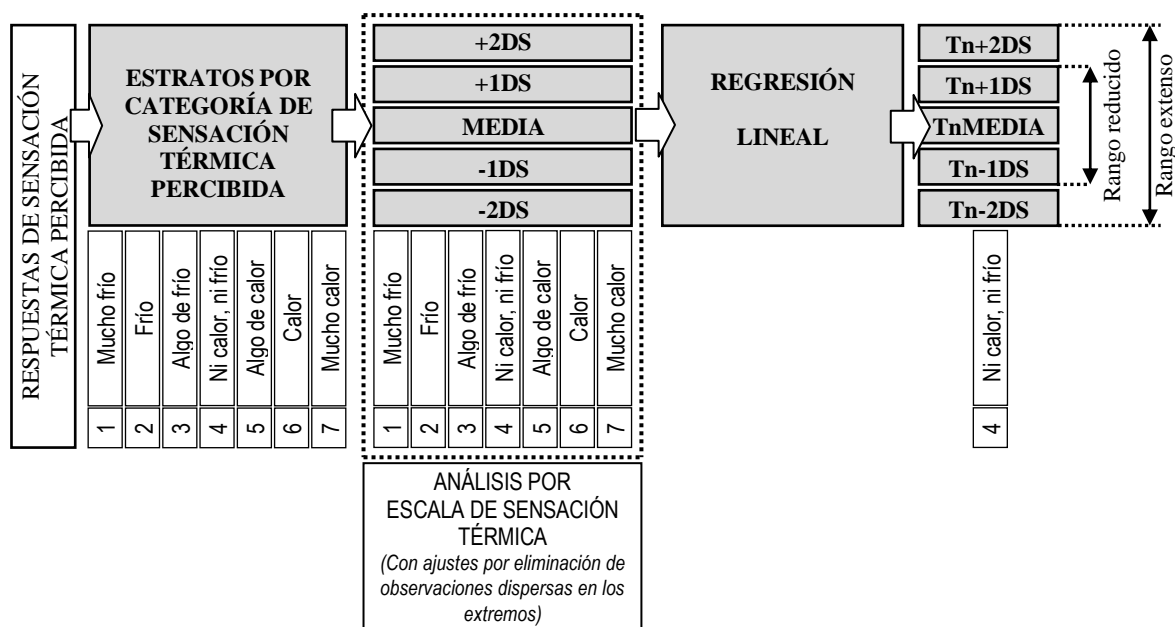 RESPUESTAS DE SENSACIÓN
TÉRMICA PERCIBIDA
ESTRATOS POR
CATEGORÍA DE
SENSACIÓN
TÉRMICA
PERCIBIDA
Mucho frío
Frío
Algo de frío
Ni calor, ni frío
Algo de calor
Calor
Mucho calor
1
2
3
4
5
6
7
+2DS
+1DS
MEDIA
-1DS
-2DS
Mucho frío
Frío
Algo de frío
Ni calor, ni frío
Algo de calor
Calor
Mucho calor
1
2
3
4
5
6
7
ANÁLISIS POR
ESCALA DE SENSACIÓN
TÉRMICA
(Con ajustes por eliminación de
observaciones dispersas en los
extremos)
REGRESIÓN
LINEAL
Tn+2DS
Tn+1DS
TnMEDIA
Tn-1DS
Tn-2DS
Ni calor, ni frío
4
Rango reducido
Rango extenso